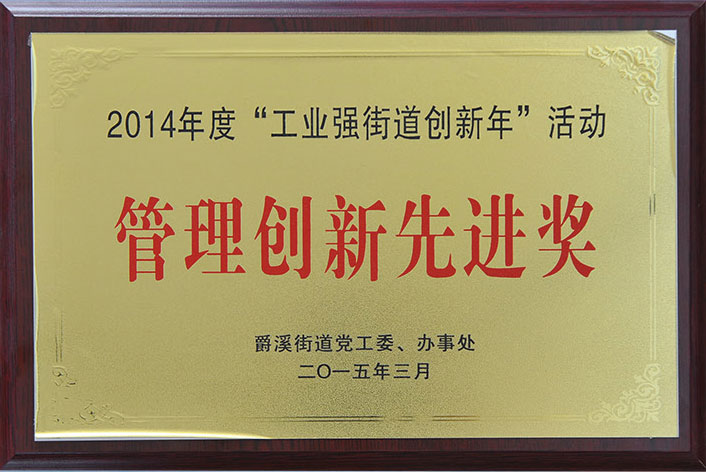 2014年度“工业强街道创新年”活动
管理创新先进奖
爵溪街道党工委、办事处
二〇一五年三月